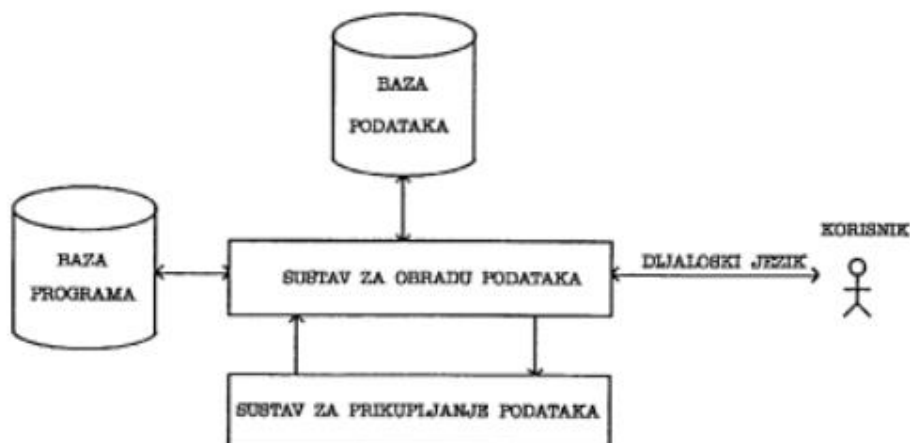 BAZA
PODATAKA
KORISNIK
BAZA
PROGRAMA
SUSTAV ZA OBRADU PODATAKA
DIJALOSKI JEZIK
SUSTAV ZA PRIKUPLJANJE PODATAKA